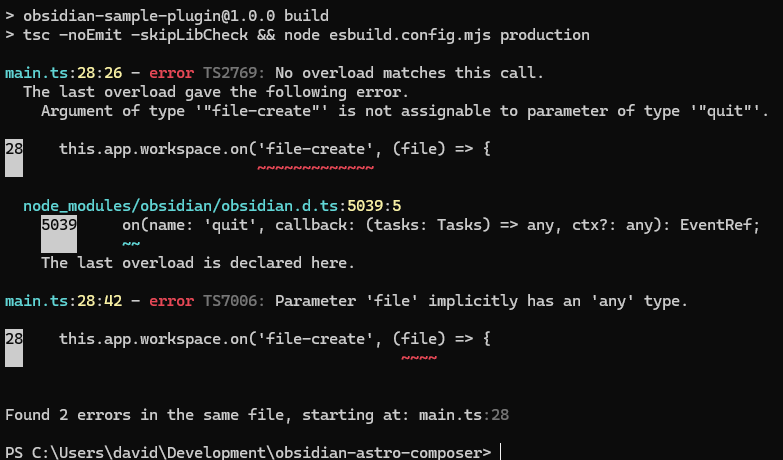 > obsidian-sample-plugin@1.0.0 build
> tsc -noEmit -skipLibCheck && node esbuild.config.mjs production
main.ts:28:26 - error TS2769: No overload matches this call.
The last overload gave the following error.
Argument of type '"file-create"' is not assignable to parameter of type '"quit"'.
28 this.app.workspace.on('file-create', (file) => {
~~~~~~~~~~~~~
node_modules/obsidian/obsidian.d.ts:5039:5
5039 on(name: 'quit', callback: (tasks: Tasks) => any, ctx?: any): EventRef;
~~
The last overload is declared here.
main.ts:28:42 - error TS7006: Parameter 'file' implicitly has an 'any' type.
28 this.app.workspace.on('file-create', (file) => {
~~~~
Found 2 errors in the same file, starting at: main.ts:28
PS C:\Users\david\Development\obsidian-astro-composer>